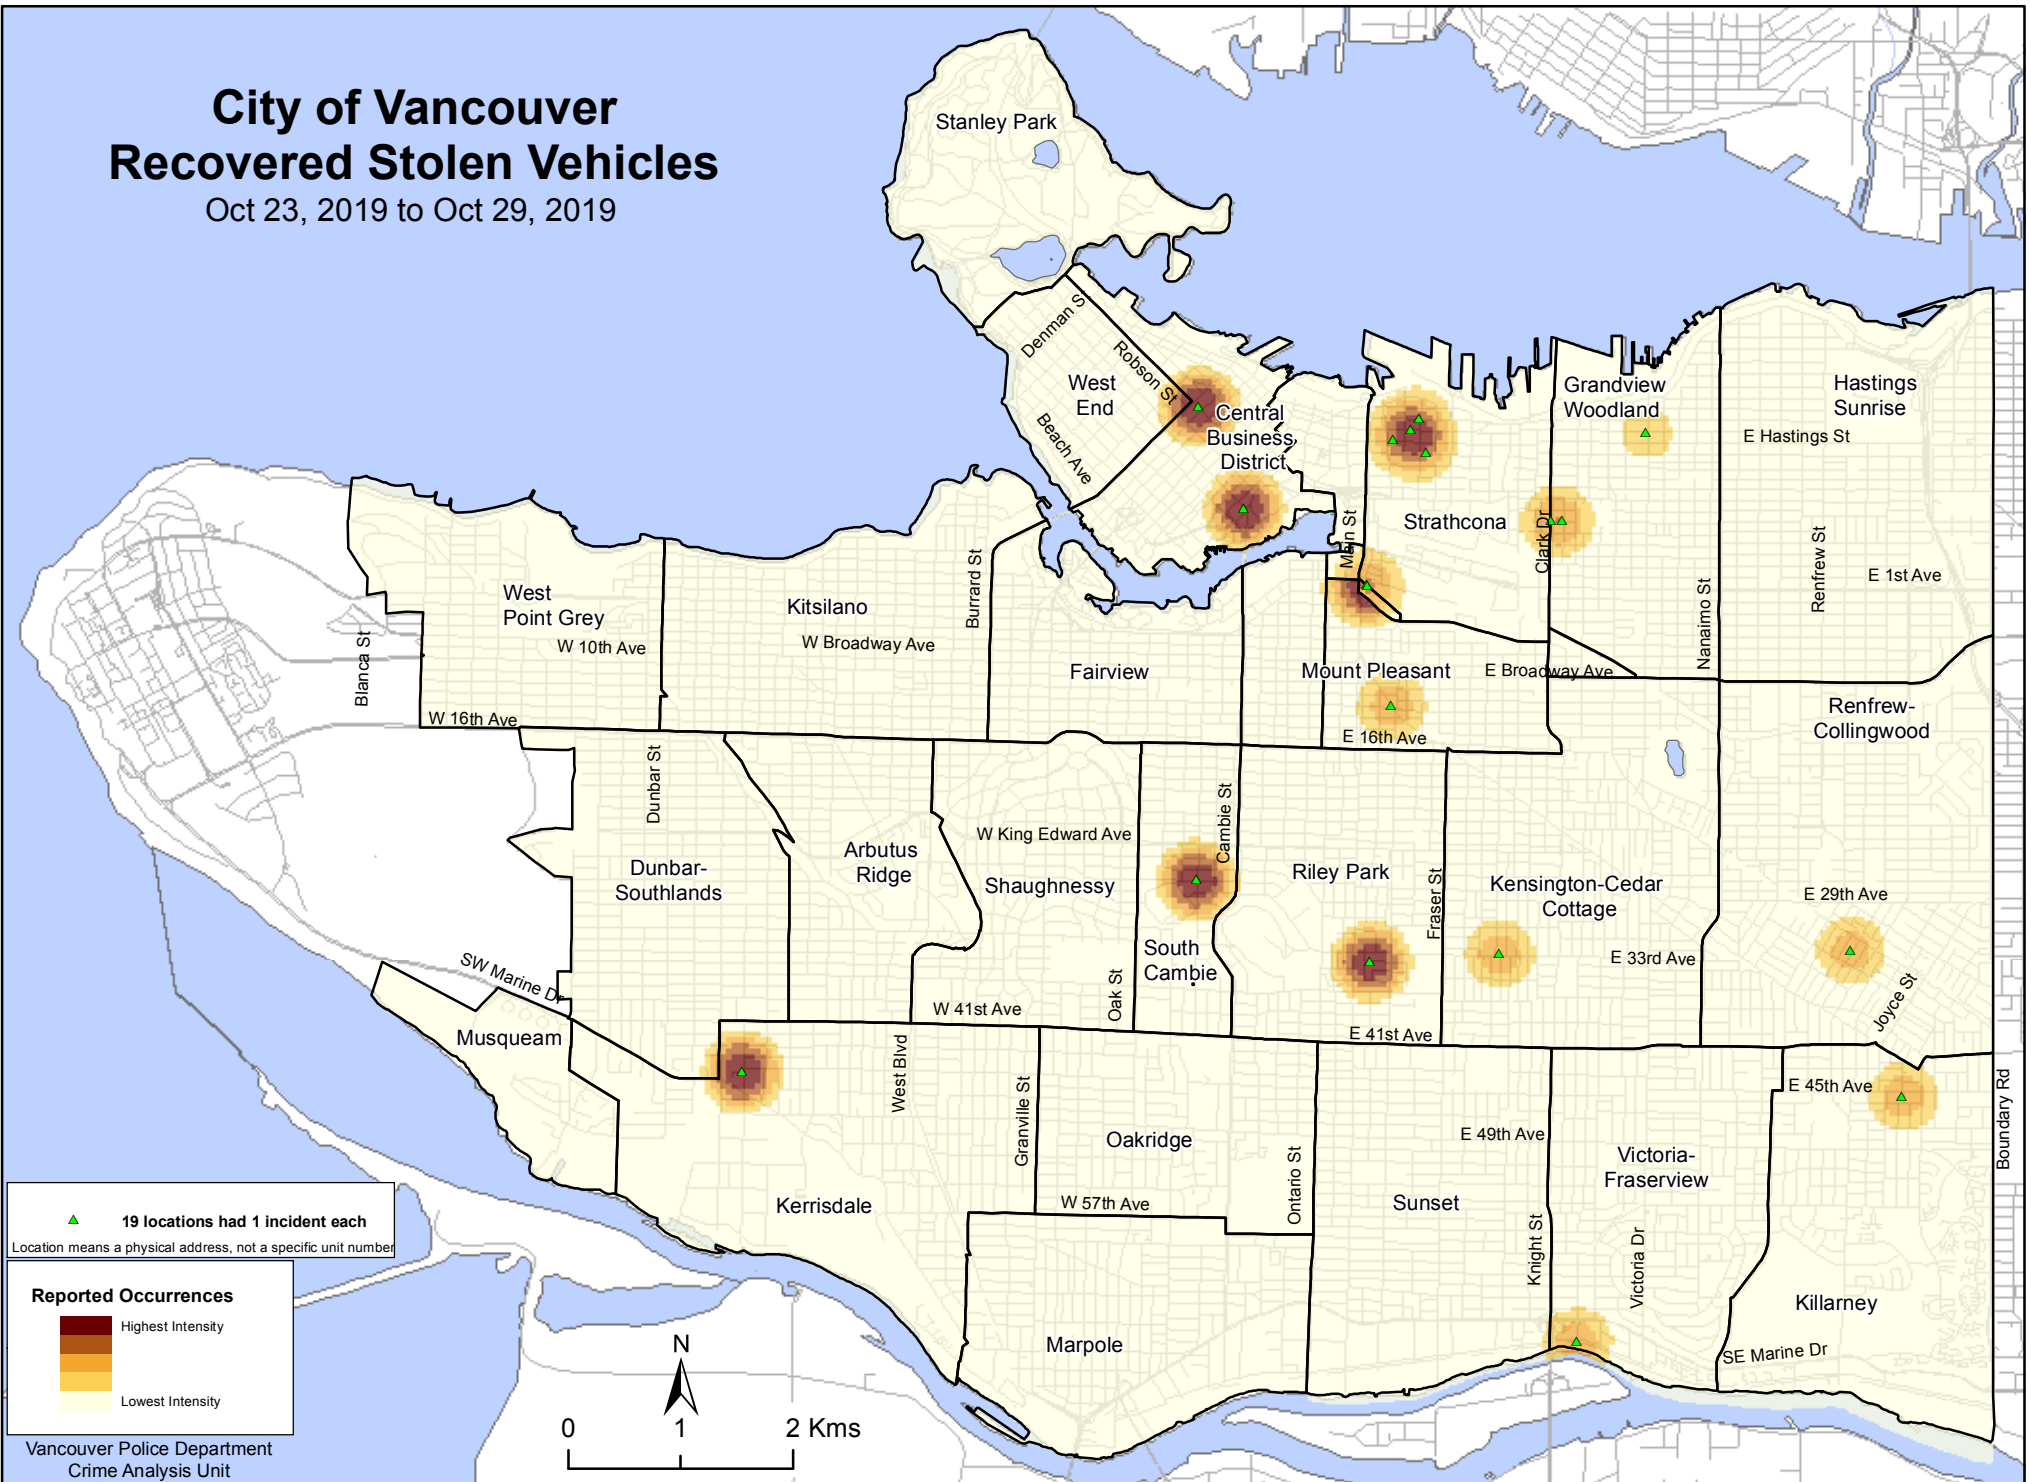 City of Vancouver
Recovered Stolen Vehicles
Oct 23, 2019 to Oct 29, 2019
Stanley Park
Denman S
Robson St
West
End
Beach Ave
Central
Business
District
Grandview
Woodland
Hastings
Sunrise
E Hastings St
Strathcona
Main St
Clark Dr
Nanaimo St
Renfrew St
E 1st Ave
West
Point Grey
W 10th Ave
Blanca St
W 16th Ave
Kitsilano
W Broadway Ave
Burrard St
Fairview
Mount Pleasant
E Broadway Ave
E 16th Ave
Renfrew-
Collingwood
Dunbar St
Dunbar-
Southlands
Arbutus
Ridge
W King Edward Ave
Shaughnessy
Cambie St
South
Cambie
Oak St
W 41st Ave
Riley Park
Fraser St
Kensington-Cedar
Cottage
E 29th Ave
E 33rd Ave
Joyce St
E 41st Ave
SW Marine Dr
Musqueam
West Blvd
Granville St
Oakridge
W 57th Ave
Ontario St
Kerrisdale
Sunset
E 49th Ave
Knight St
Victoria-
Fraserview
Victoria Dr
E 45th Ave
Boundary Rd
Killarney
SE Marine Dr
Marpole
19 locations had 1 incident each
Location means a physical address, not a specific unit number
Reported Occurrences
Highest Intensity
Lowest Intensity
Vancouver Police Department
Crime Analysis Unit
N
0 1 2 Kms